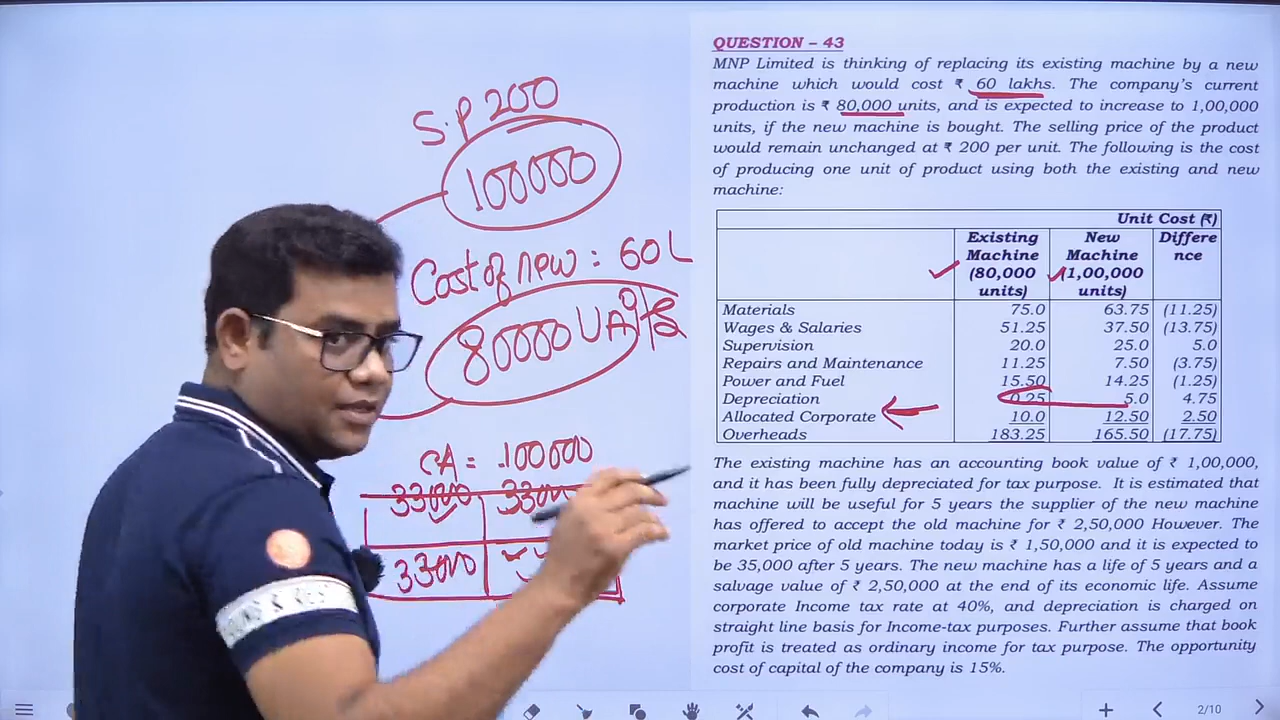 S.P 200
100000
Cost of new : 60 L
80000 U
CA = 100000
33000
33000
QUESTION – 43
MNP Limited is thinking of replacing its existing machine by a new
machine which would cost ₹ 60 lakhs. The company's current
production is ₹ 80,000 units, and is expected to increase to 1,00,000
units, if the new machine is bought. The selling price of the product
would remain unchanged at ₹ 200 per unit. The following is the cost
of producing one unit of product using both the existing and new
machine:
Unit Cost (₹)
Existing Machine (80,000 units) New Machine (1,00,000 units) Differe nce
Materials 75.0 63.75 (11.25)
Wages & Salaries 51.25 37.50 (13.75)
Supervision 20.0 25.0 5.0
Repairs and Maintenance 11.25 7.50 (3.75)
Power and Fuel 15.50 14.25 (1.25)
Depreciation 0.25 5.0 4.75
Allocated Corporate 10.0 12.50 2.50
Overheads 183.25 165.50 (17.75)
The existing machine has an accounting book value of ₹ 1,00,000,
and it has been fully depreciated for tax purpose. It is estimated that
machine will be useful for 5 years the supplier of the new machine
has offered to accept the old machine for ₹ 2,50,000 However. The
market price of old machine today is ₹ 1,50,000 and it is expected to
be 35,000 after 5 years. The new machine has a life of 5 years and a
salvage value of ₹ 2,50,000 at the end of its economic life. Assume
corporate Income tax rate at 40%, and depreciation is charged on
straight line basis for Income-tax purposes. Further assume that book
profit is treated as ordinary income for tax purpose. The opportunity
cost of capital of the company is 15%.
2/10